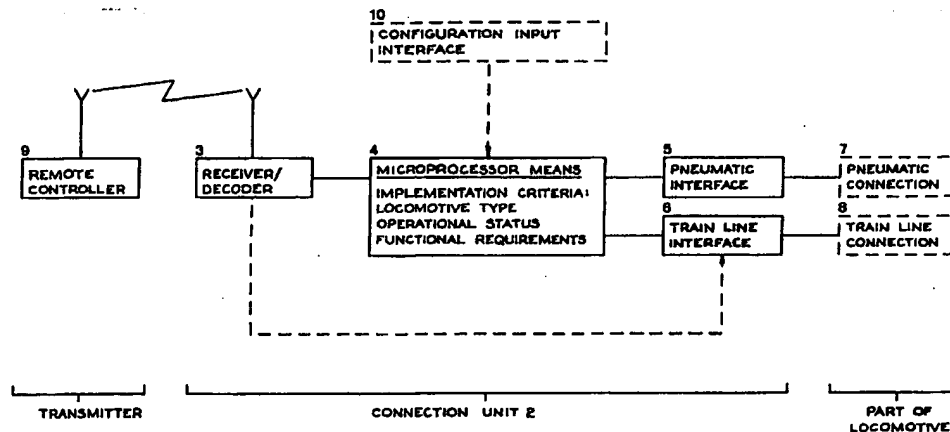 10
CONFIGURATION INPUT
INTERFACE
9
REMOTE
CONTROLLER
3
RECEIVER/
DECODER
4
MICROPROCESSOR MEANS
IMPLEMENTATION CRITERIA:
LOCOMOTIVE TYPE
OPERATIONAL STATUS
FUNCTIONAL REQUIREMENTS
5
PNEUMATIC
INTERFACE
7
PNEUMATIC
CONNECTION
6
TRAIN LINE
INTERFACE
8
TRAIN LINE
CONNECTION
TRANSMITTER
CONNECTION UNIT 2
PART OF
LOCOMOTIVE